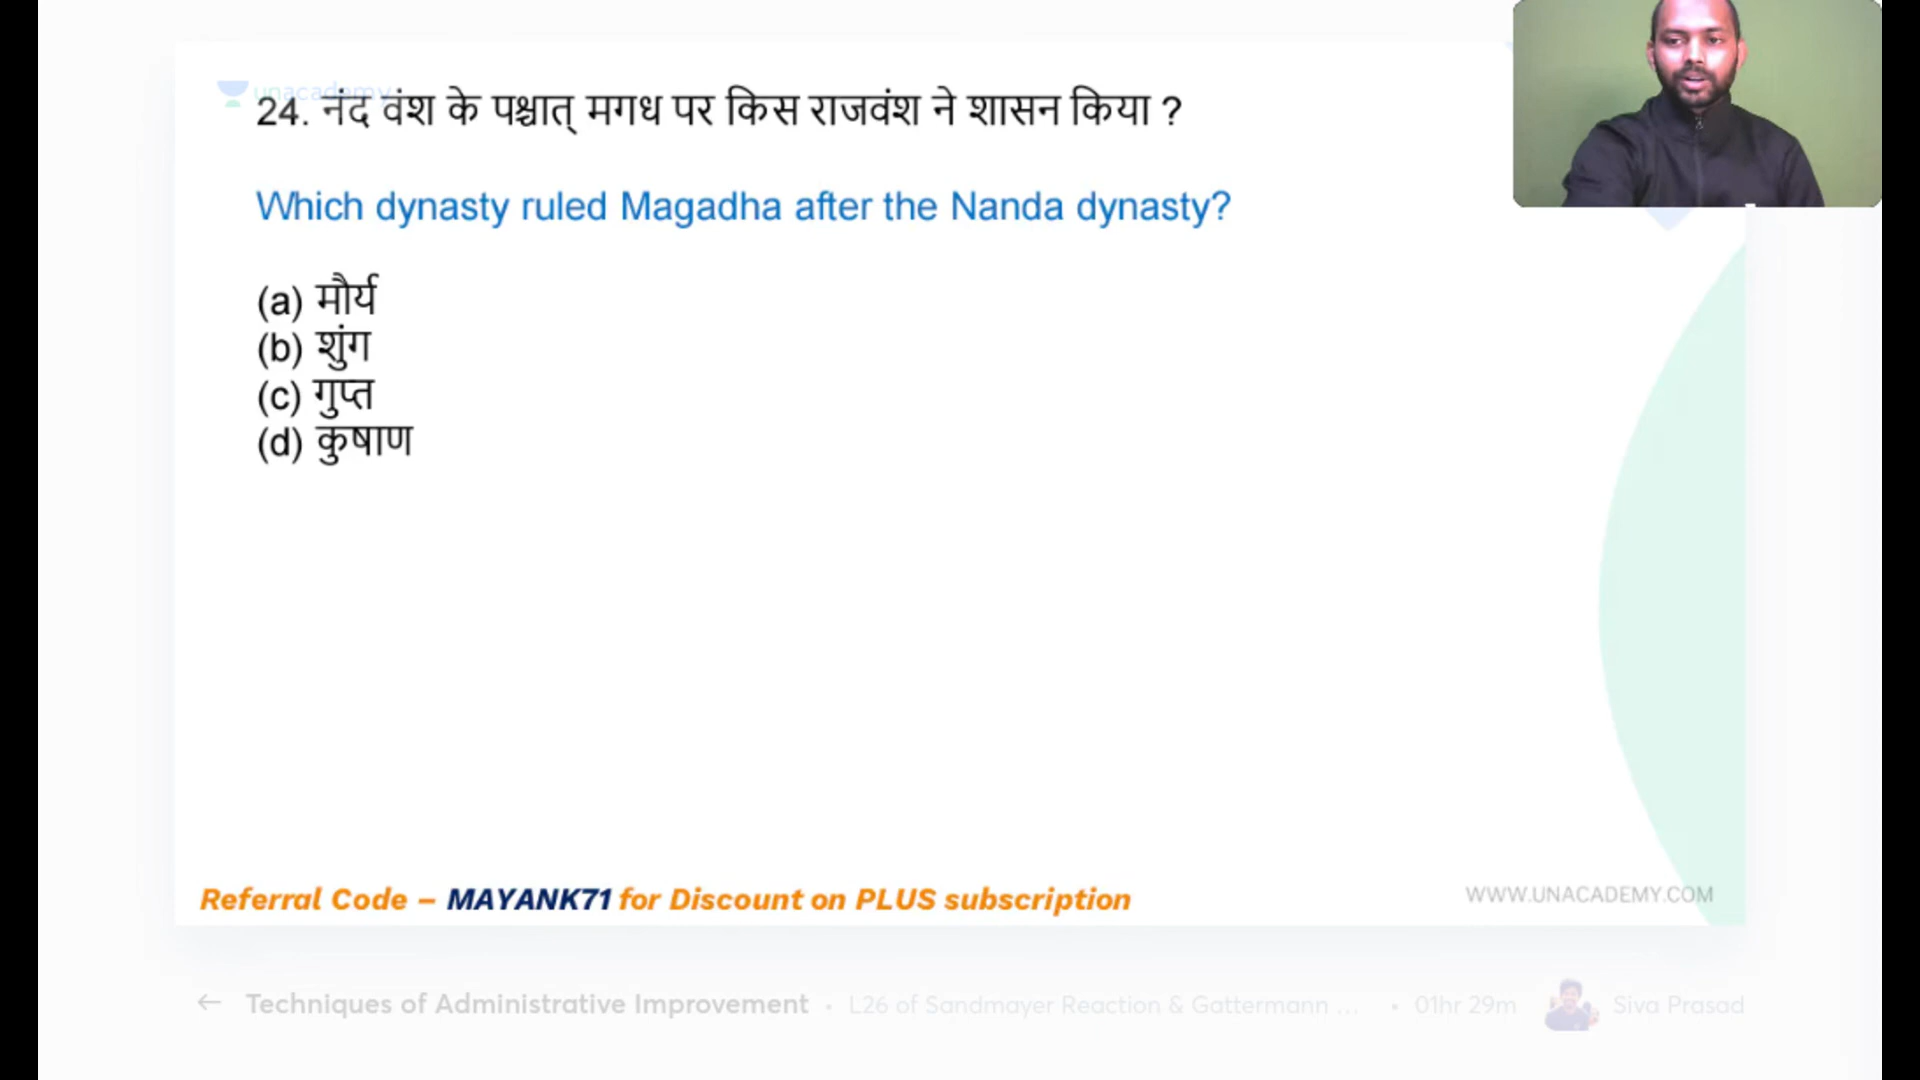 unacademy
24. नंद वंश के पश्चात् मगध पर किस राजवंश ने शासन किया ?
Which dynasty ruled Magadha after the Nanda dynasty?
(a) मौर्य
(b) शुंग
(c) गुप्त
(d) कुषाण
Referral Code – MAYANK71 for Discount on PLUS subscription
WWW.UNACADEMY.COM
← Techniques of Administrative Improvement • L26 of Sandmayer Reaction & Gattermann ... • 01hr 29m Siva Prasad